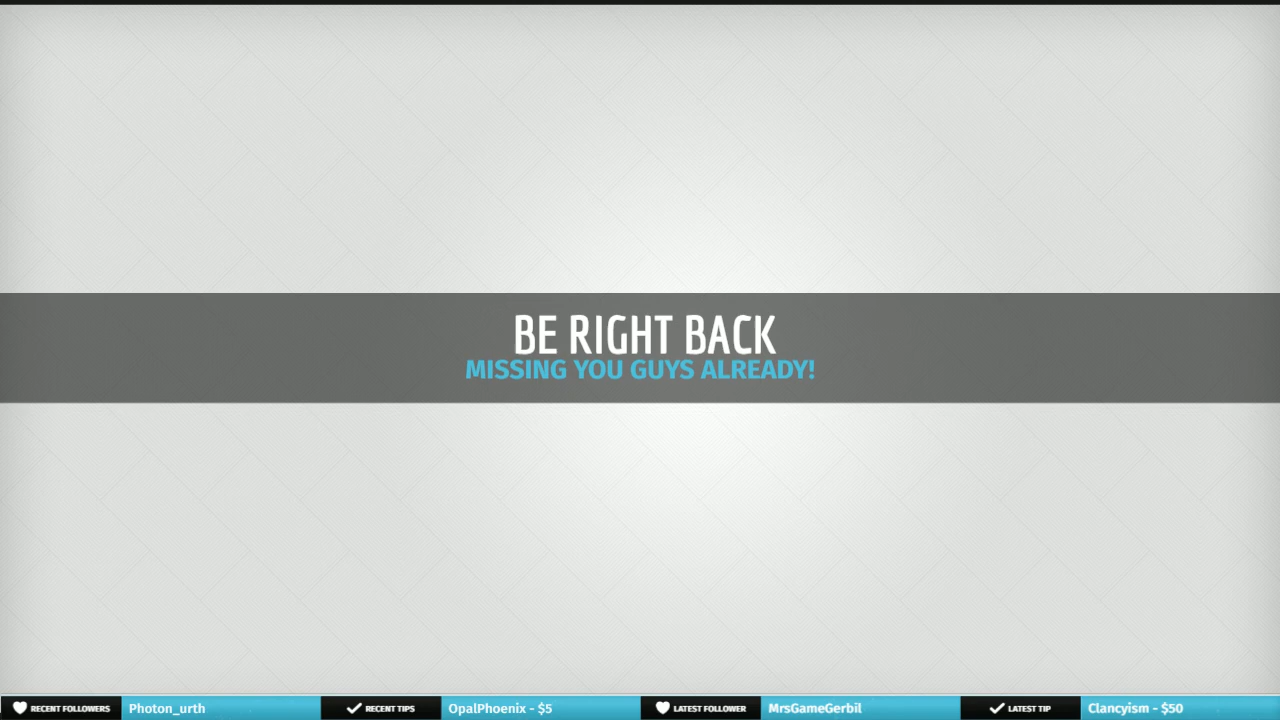 BE RIGHT BACK
MISSING YOU GUYS ALREADY!
RECENT FOLLOWERS Photon_urth RECENT TIPS OpalPhoenix - $5 LATEST FOLLOWER MrsGameGerbil LATEST TIP Clancyism - $50